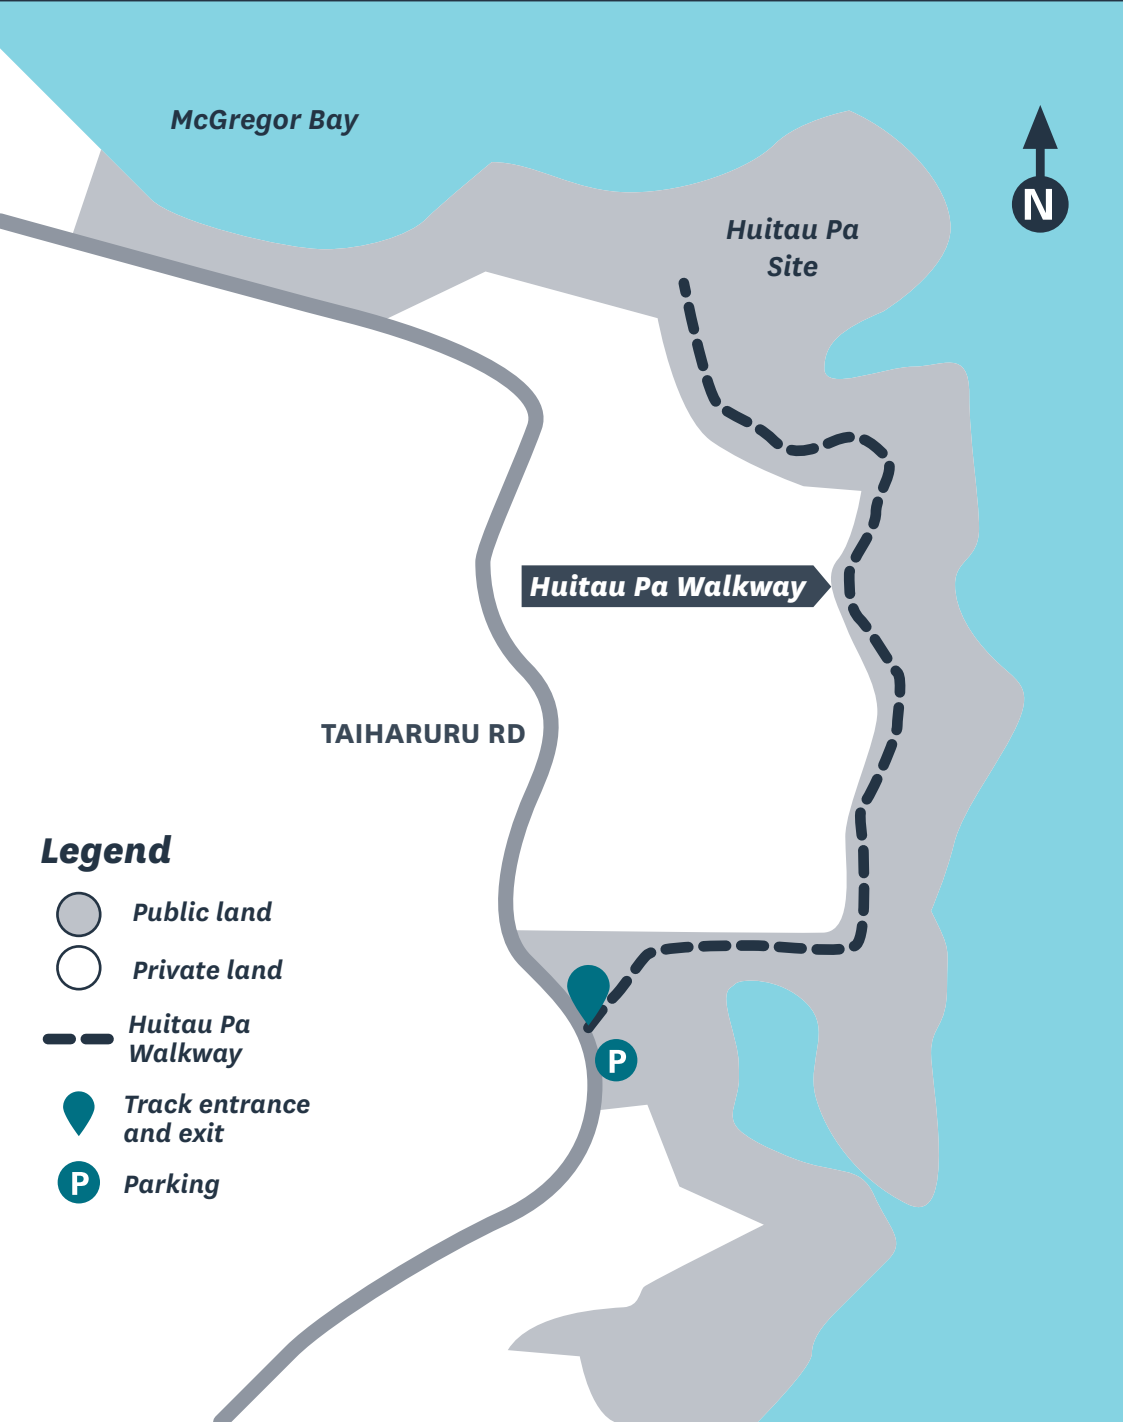 McGregor Bay
N
Huitau Pa
Site
Huitau Pa Walkway
TAIHARURU RD
Legend
Public land
Private land
Huitau Pa
Walkway
Track entrance
and exit
P
P Parking